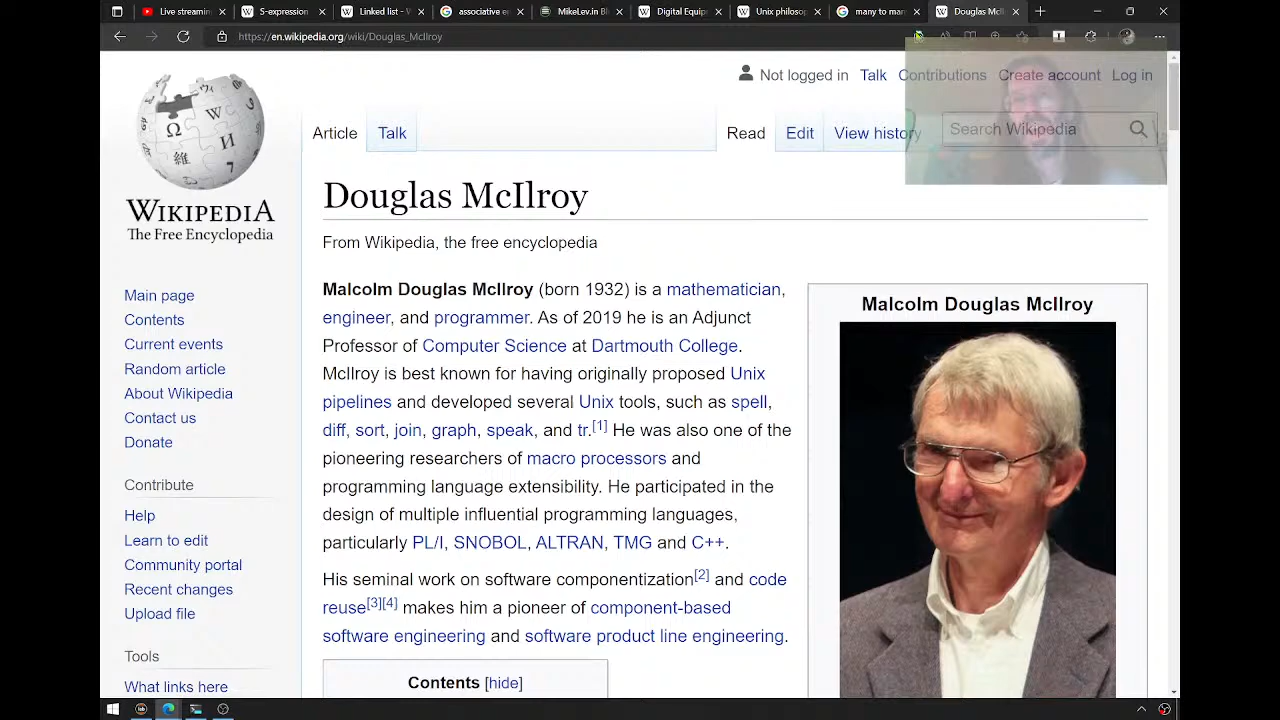 Live streamin
S-expression
Linked list - W
associative e
MikeLev.in B
Digital Equip
Unix philosop
many to man
Douglas McIl
https://en.wikipedia.org/wiki/Douglas_McIlroy
Not logged in Talk Contributions Create account Log in
Article Talk Read Edit View history Search Wikipedia
WIKIPEDIA
The Free Encyclopedia
Main page
Contents
Current events
Random article
About Wikipedia
Contact us
Donate
Contribute
Help
Learn to edit
Community portal
Recent changes
Upload file
Tools
What links here
Douglas McIlroy
From Wikipedia, the free encyclopedia
Malcolm Douglas McIlroy (born 1932) is a mathematician,
engineer, and programmer. As of 2019 he is an Adjunct
Professor of Computer Science at Dartmouth College.
McIlroy is best known for having originally proposed Unix
pipelines and developed several Unix tools, such as spell,
diff, sort, join, graph, speak, and tr.[1] He was also one of the
pioneering researchers of macro processors and
programming language extensibility. He participated in the
design of multiple influential programming languages,
particularly PL/I, SNOBOL, ALTRAN, TMG and C++.
His seminal work on software componentization[2] and code
reuse[3][4] makes him a pioneer of component-based
software engineering and software product line engineering.
Contents [hide]
Malcolm Douglas McIlroy